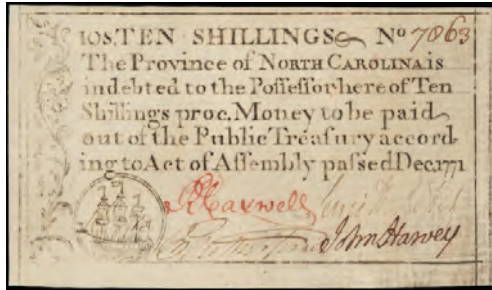 10S. TEN SHILLINGS No 7863
The Province of NORTH CAROLINA is
indebted to the Poſſeſſor hereof Ten
Shillings proc. Money to be paid
out of the Public Treaſury accord
ing to Act of Aſſembly paſsed Dec. 1771
RCaswell
John Harvey